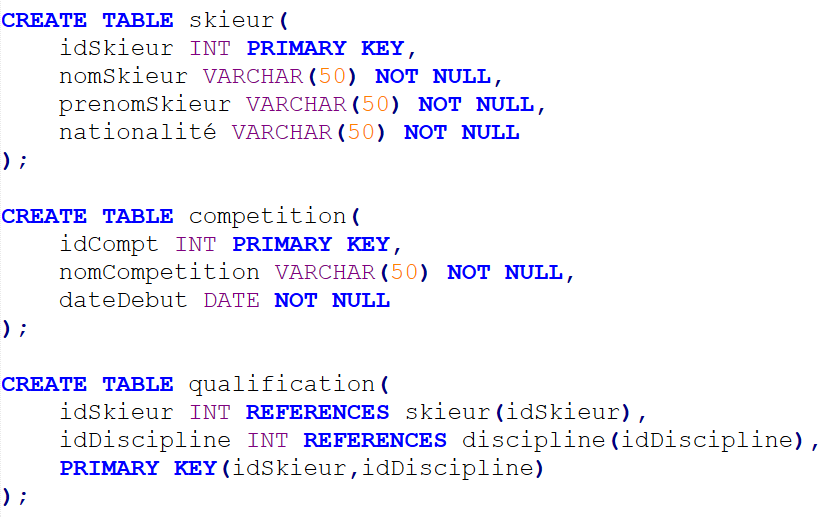 CREATE TABLE skieur(
    idSkieur INT PRIMARY KEY,
    nomSkieur VARCHAR(50) NOT NULL,
    prenomSkieur VARCHAR(50) NOT NULL,
    nationalité VARCHAR(50) NOT NULL
);

CREATE TABLE competition(
    idCompt INT PRIMARY KEY,
    nomCompetition VARCHAR(50) NOT NULL,
    dateDebut DATE NOT NULL
);

CREATE TABLE qualification(
    idSkieur INT REFERENCES skieur(idSkieur),
    idDiscipline INT REFERENCES discipline(idDiscipline),
    PRIMARY KEY(idSkieur,idDiscipline)
);